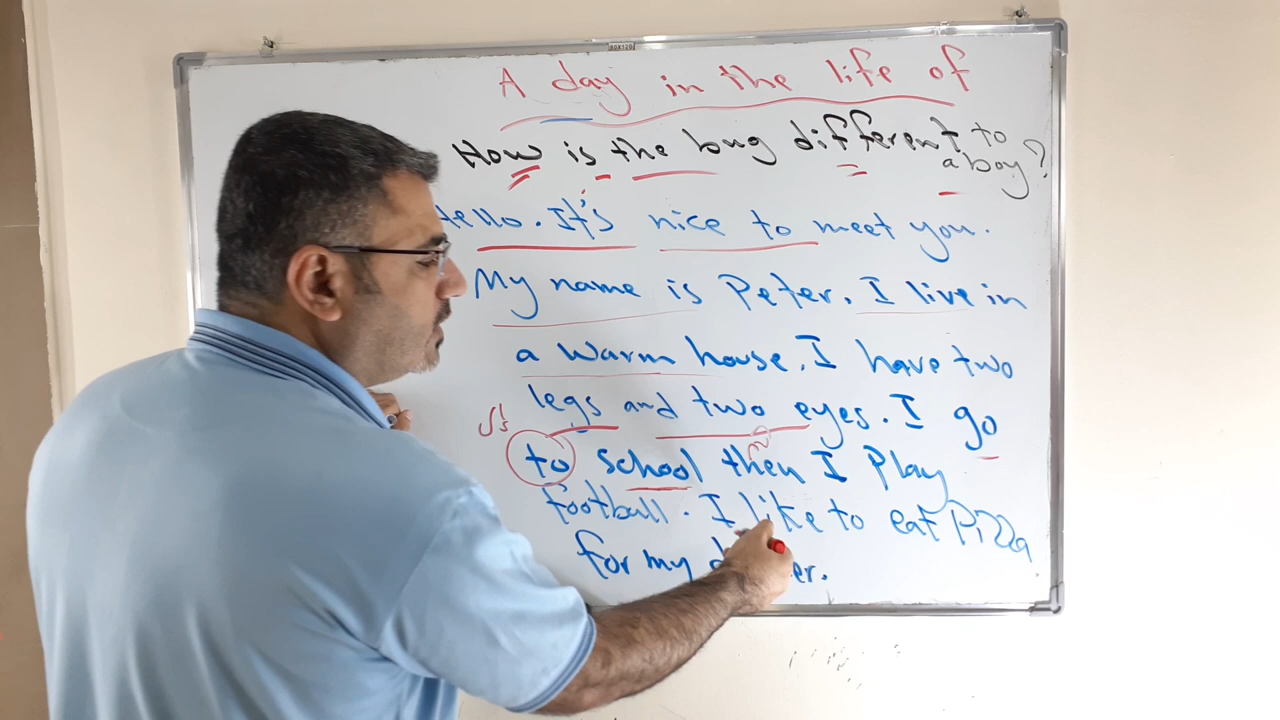 80X120
A day in the life of
How is the bug different to
a boy?
Hello. It's nice to meet you.
My name is Peter. I live in
a warm house. I have two
legs and two eyes. I go
to school then I Play
football. I like to eat Pizza
for my